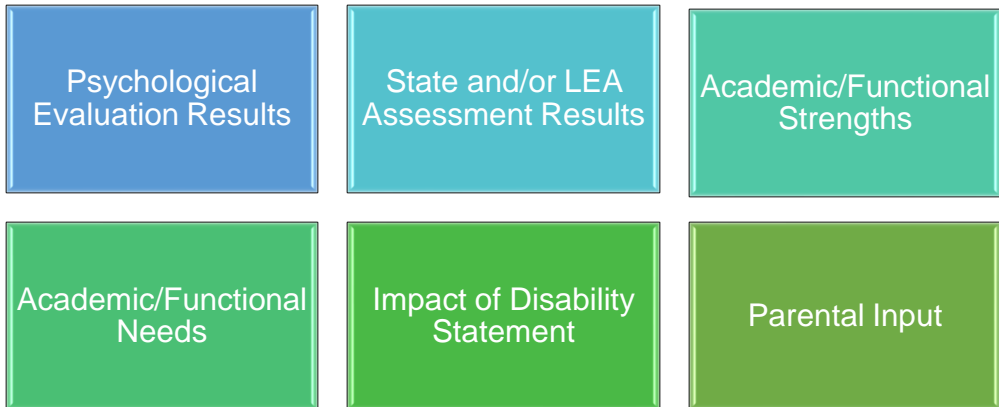 Psychological
Evaluation Results
State and/or LEA
Assessment Results
Academic/Functional
Strengths
Academic/Functional
Needs
Impact of Disability
Statement
Parental Input